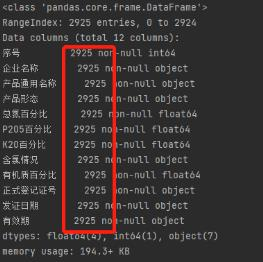 <class 'pandas.core.frame.DataFrame'>
RangeIndex: 2925 entries, 0 to 2924
Data columns (total 12 columns):
序号 2925 non-null int64
企业名称 2925 non-null object
产品通用名称 2925 non-null object
产品形态 2925 non-null object
总氮百分比 2925 non-null float64
P2O5百分比 2925 non-null float64
K2O百分比 2925 non-null float64
含氯情况 2925 non-null object
有机质百分比 2925 non-null float64
正式登记证号 2925 non-null object
发证日期 2925 non-null object
有效期 2925 non-null object
dtypes: float64(4), int64(1), object(7)
memory usage: 194.3+ KB